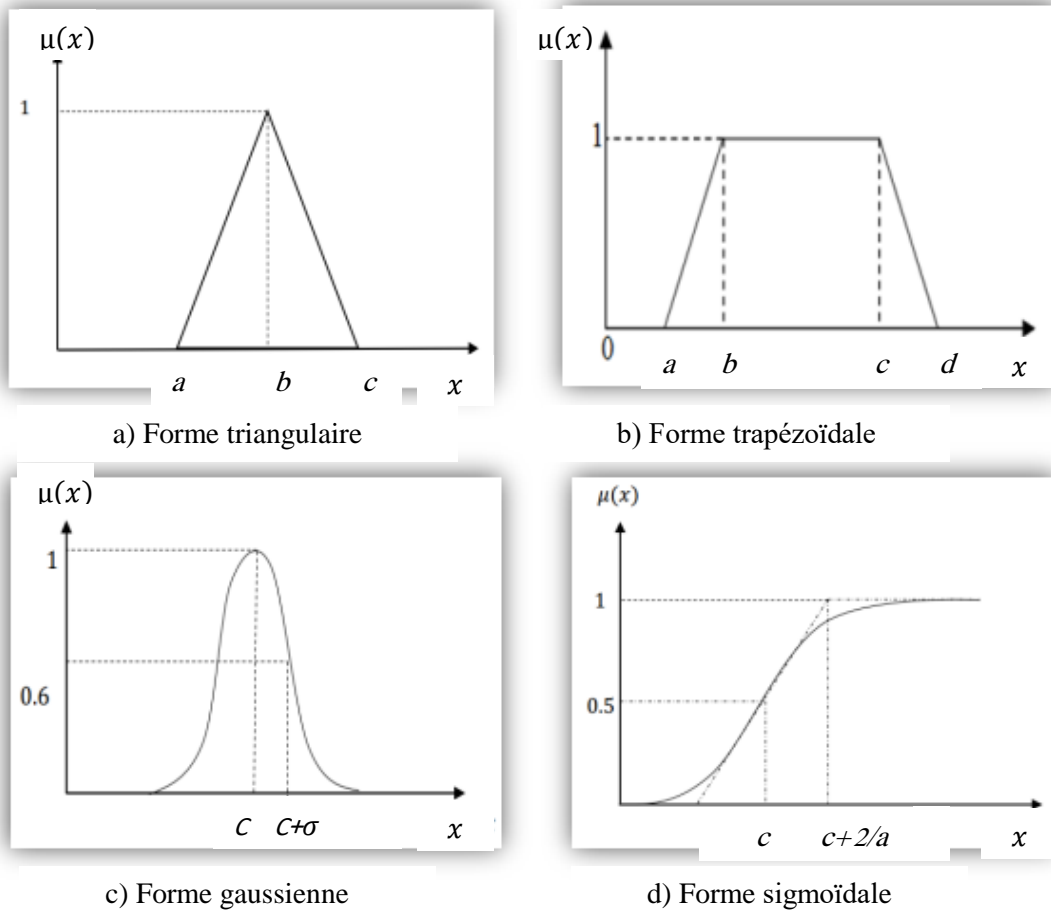 μ(x)
1
a b c x
a) Forme triangulaire
μ(x)
1
0
a b c d x
b) Forme trapézoïdale
μ(x)
1
0.6
C C+σ x
c) Forme gaussienne
μ(x)
1
0.5
c c+2/a x
d) Forme sigmoïdale